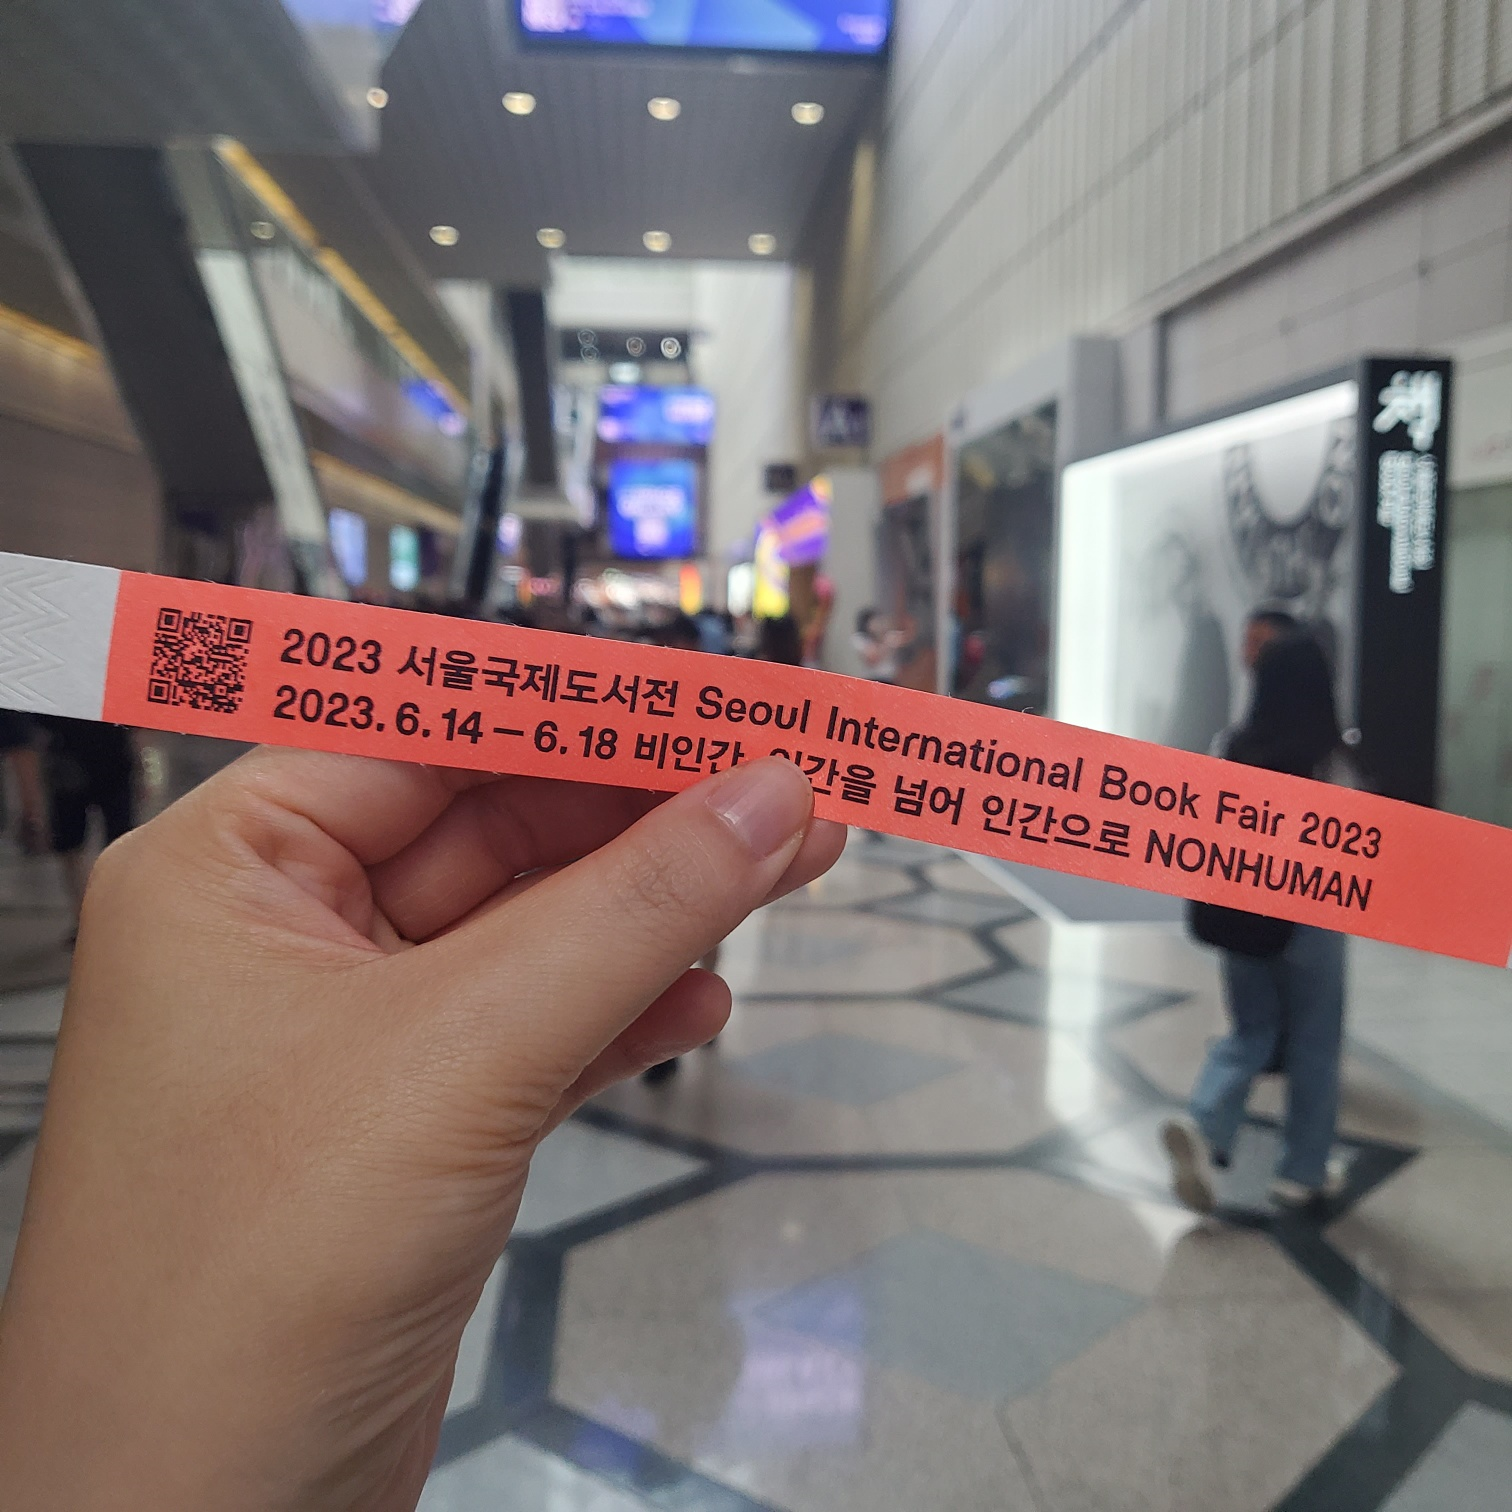 2023 서울국제도서전 Seoul International Book Fair 2023
2023. 6. 14 – 6. 18 비인간, 인간을 넘어 인간으로 NONHUMAN
책